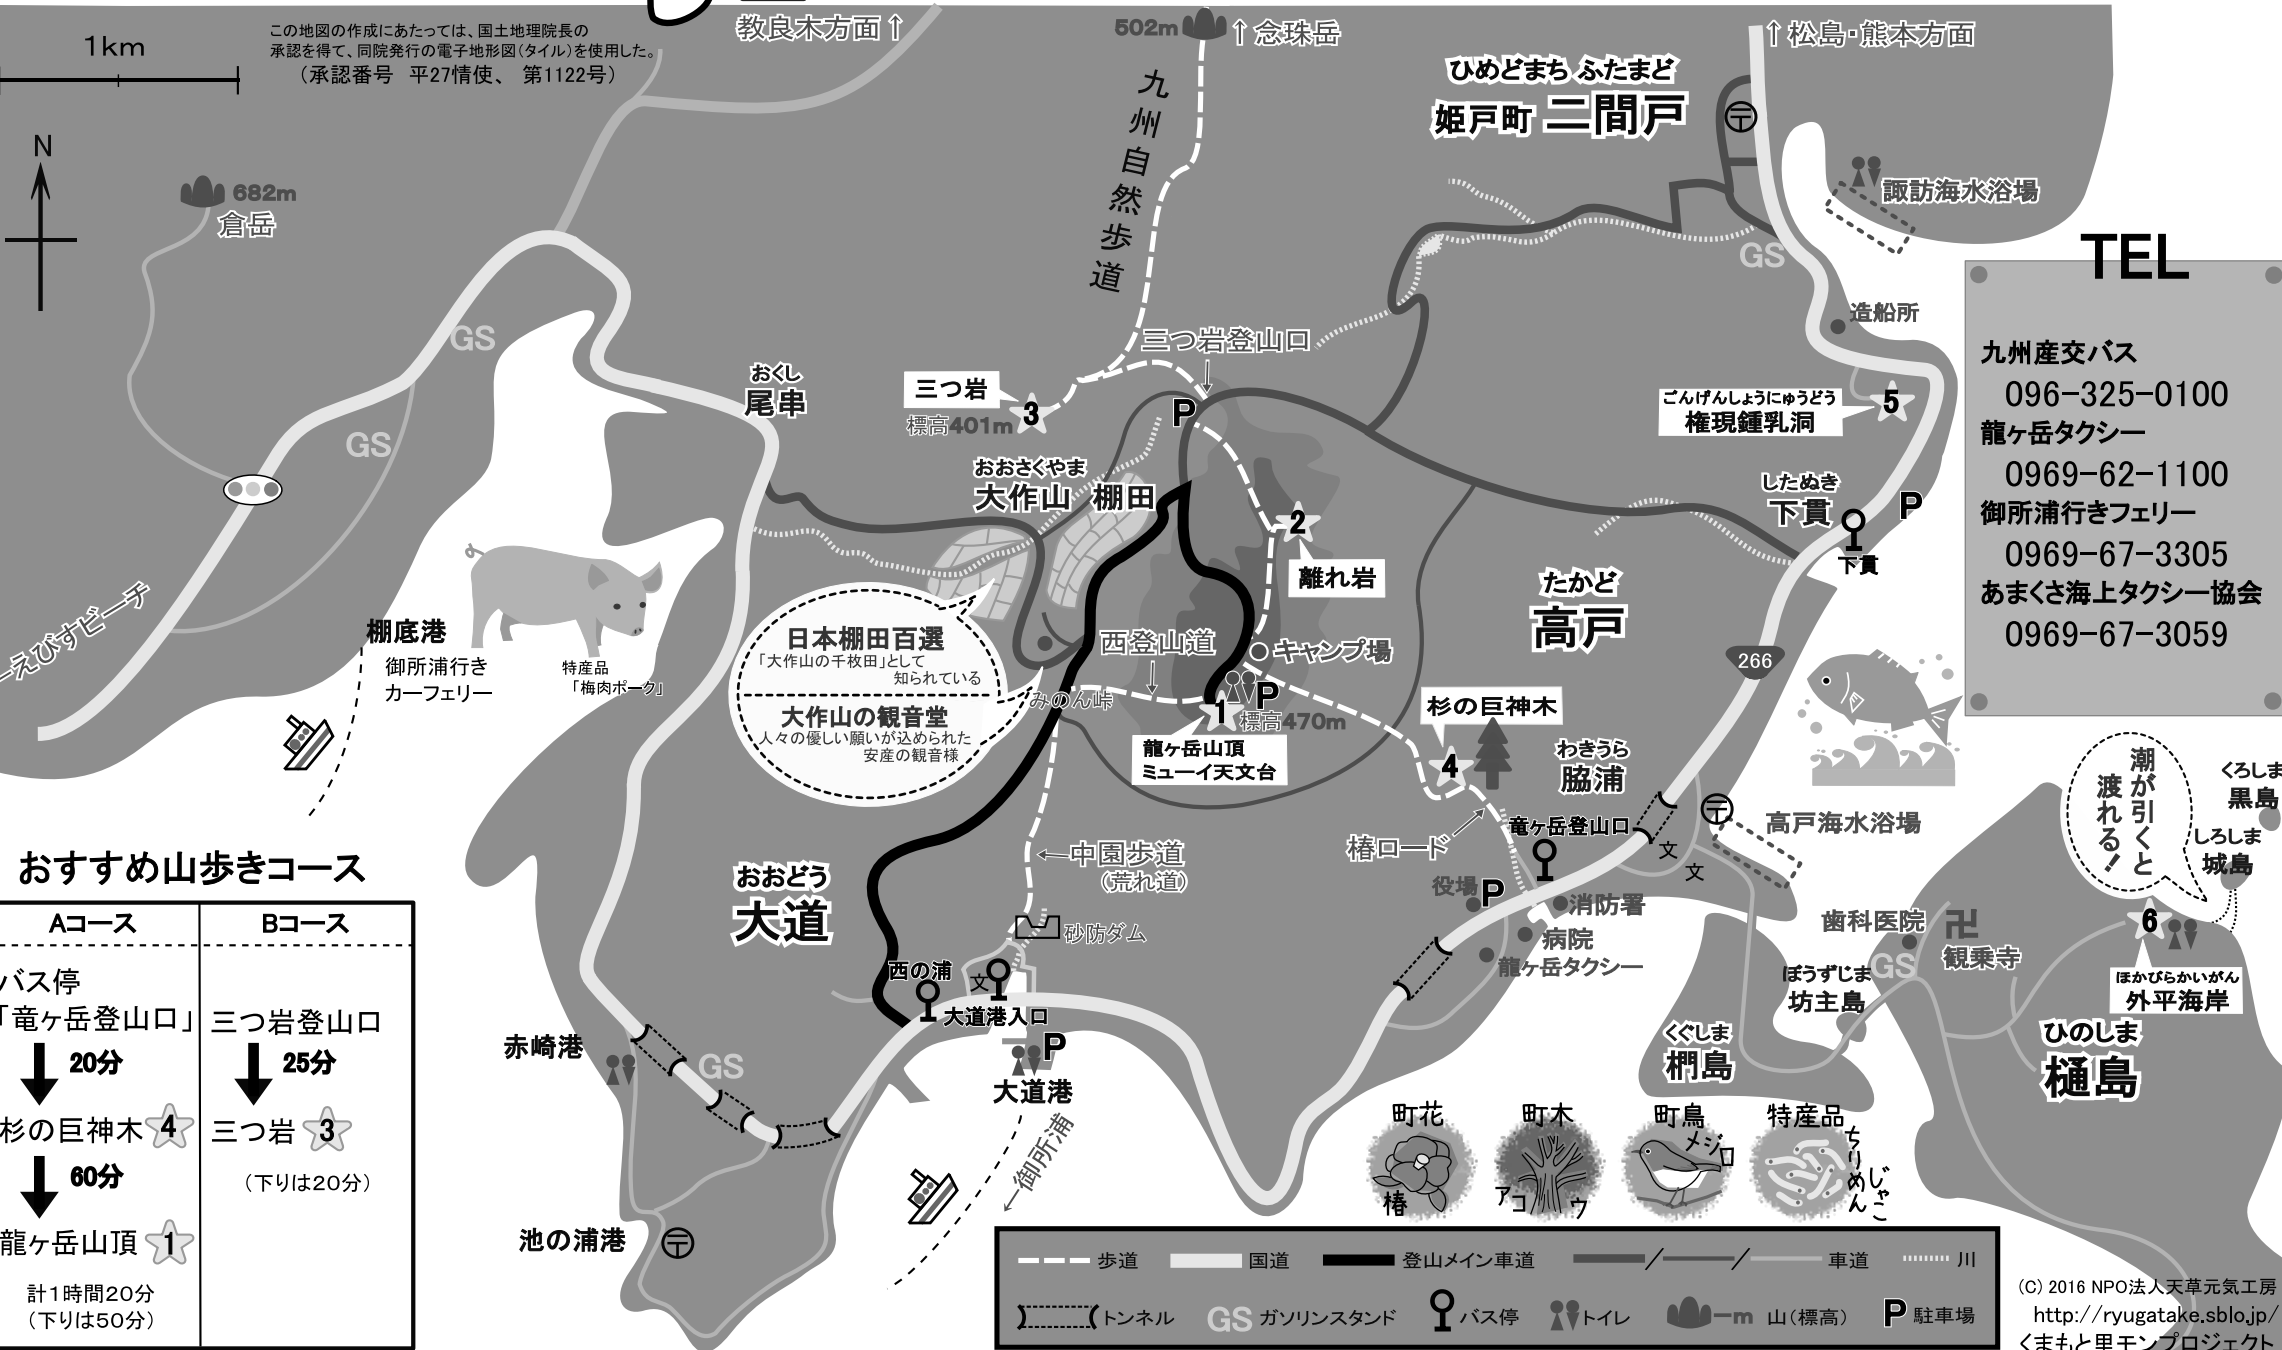 1km
この地図の作成にあたっては、国土地理院長の
承認を得て、同院発行の電子地形図(タイル)を使用した。
(承認番号 平27情使、 第1122号)
教良木方面↑
502m
↑念珠岳
九州自然歩道
ひめどまち ふたまど
姫戸町 二間戸
↑松島・熊本方面
〒
諏訪海水浴場
N
682m
倉岳
GS
GS
GS
造船所
TEL
九州産交バス
096-325-0100
龍ヶ岳タクシー
0969-62-1100
御所浦行きフェリー
0969-67-3305
あまくさ海上タクシー協会
0969-67-3059
三つ岩登山口
おくし
尾串
三つ岩
3
標高401m
P
ごんげんしょうにゅうどう
権現鍾乳洞
5
おおさくやま
大作山 棚田
2
離れ岩
したぬき
下貫
P
下貫
たかど
高戸
266
←えびすビーチ
棚底港
御所浦行き
カーフェリー
特産品
「梅肉ポーク」
日本棚田百選
「大作山の千枚田」として
知られている
大作山の観音堂
人々の優しい願いが込められた
安産の観音様
みのん峠
西登山道
キャンプ場
P
1
標高470m
龍ヶ岳山頂
ミューイ天文台
杉の巨神木
4
わきうら
脇浦
〒
高戸海水浴場
竜ヶ岳登山口
文
文
椿ロード
役場
P
消防署
病院
龍ヶ岳タクシー
中園歩道
(荒れ道)
砂防ダム
おおどう
大道
西の浦
文
大道港入口
P
大道港
←御所浦
赤崎港
GS
池の浦港
〒
潮が引くと
渡れる!
くろしま
黒島
しろしま
城島
6
ほかびらかいがん
外平海岸
歯科医院
卍
観乗寺
GS
ぼうずじま
坊主島
くぐしま
椚島
ひのしま
樋島
おすすめ山歩きコース
Aコース
バス停
「竜ヶ岳登山口」
20分
杉の巨神木 4
60分
龍ヶ岳山頂 1
計1時間20分
(下りは50分)
Bコース
三つ岩登山口
25分
三つ岩 3
(下りは20分)
町花
椿
町木
アコウ
町鳥
メジロ
特産品
ちりめん
じゃこ
歩道 国道 登山メイン車道 車道 川
トンネル GS ガソリンスタンド バス停 トイレ ーm 山(標高) P 駐車場
(C) 2016 NPO法人天草元気工房
http://ryugatake.sblo.jp/
くまもと里モンプロジェクト